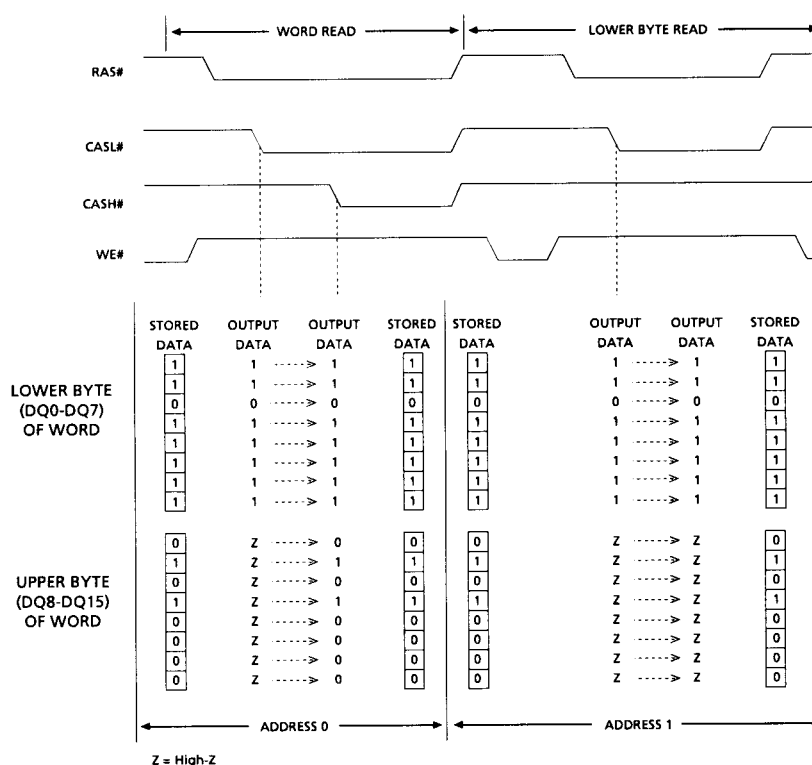 WORD READ LOWER BYTE READ
RAS#
CASL#
CASH#
WE#
STORED OUTPUT OUTPUT STORED STORED OUTPUT OUTPUT STORED
DATA DATA DATA DATA DATA DATA DATA DATA
1 1 1 1 1 1 1 1
1 1 1 1 1 1 1 1
0 0 0 0 0 0 0 0
1 1 1 1 1 1 1 1
1 1 1 1 1 1 1 1
1 1 1 1 1 1 1 1
1 1 1 1 1 1 1 1
1 1 1 1 1 1 1 1
LOWER BYTE
(DQ0-DQ7)
OF WORD
0 Z 0 0 0 Z Z 0
1 Z 1 1 1 Z Z 1
0 Z 0 0 0 Z Z 0
1 Z 1 1 1 Z Z 1
0 Z 0 0 0 Z Z 0
0 Z 0 0 0 Z Z 0
0 Z 0 0 0 Z Z 0
0 Z 0 0 0 Z Z 0
UPPER BYTE
(DQ8-DQ15)
OF WORD
ADDRESS 0 ADDRESS 1
Z = High-Z